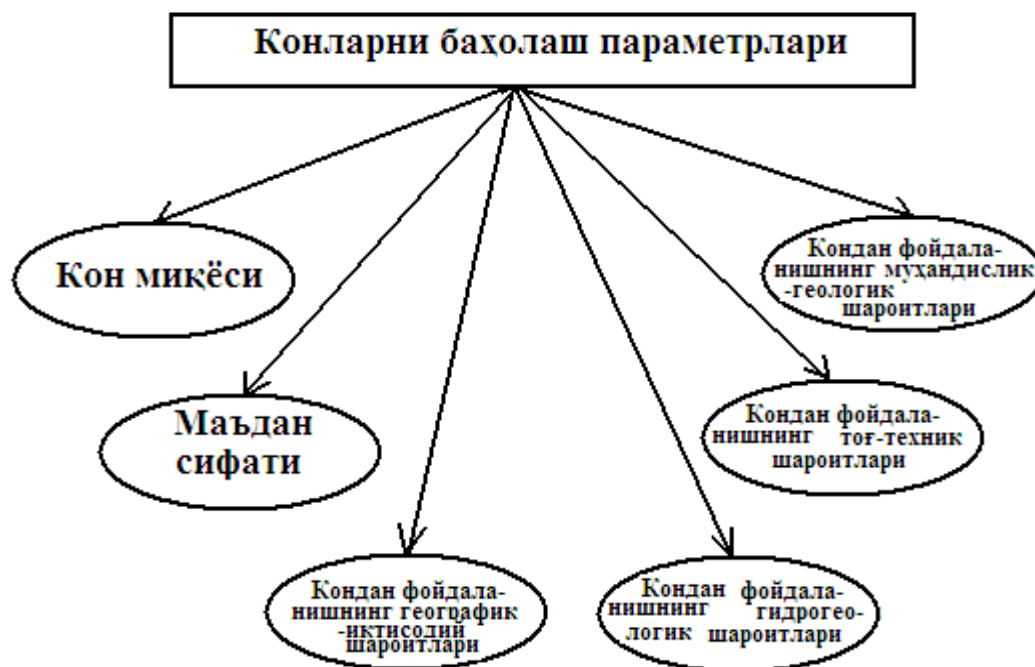 Конларни баҳолаш параметрлари
Кон миқёси
Маъдан
сифати
Кондан фойдала-
нишнинг географик
-иктисодий
шароитлари
Кондан фойдала-
нишнинг гидрогео-
логик шароитлари
Кондан фойдала-
нишнинг тоғ-техник
шароитлари
Кондан фойдала-
нишнинг муҳандислик
-геологик
шароитлари